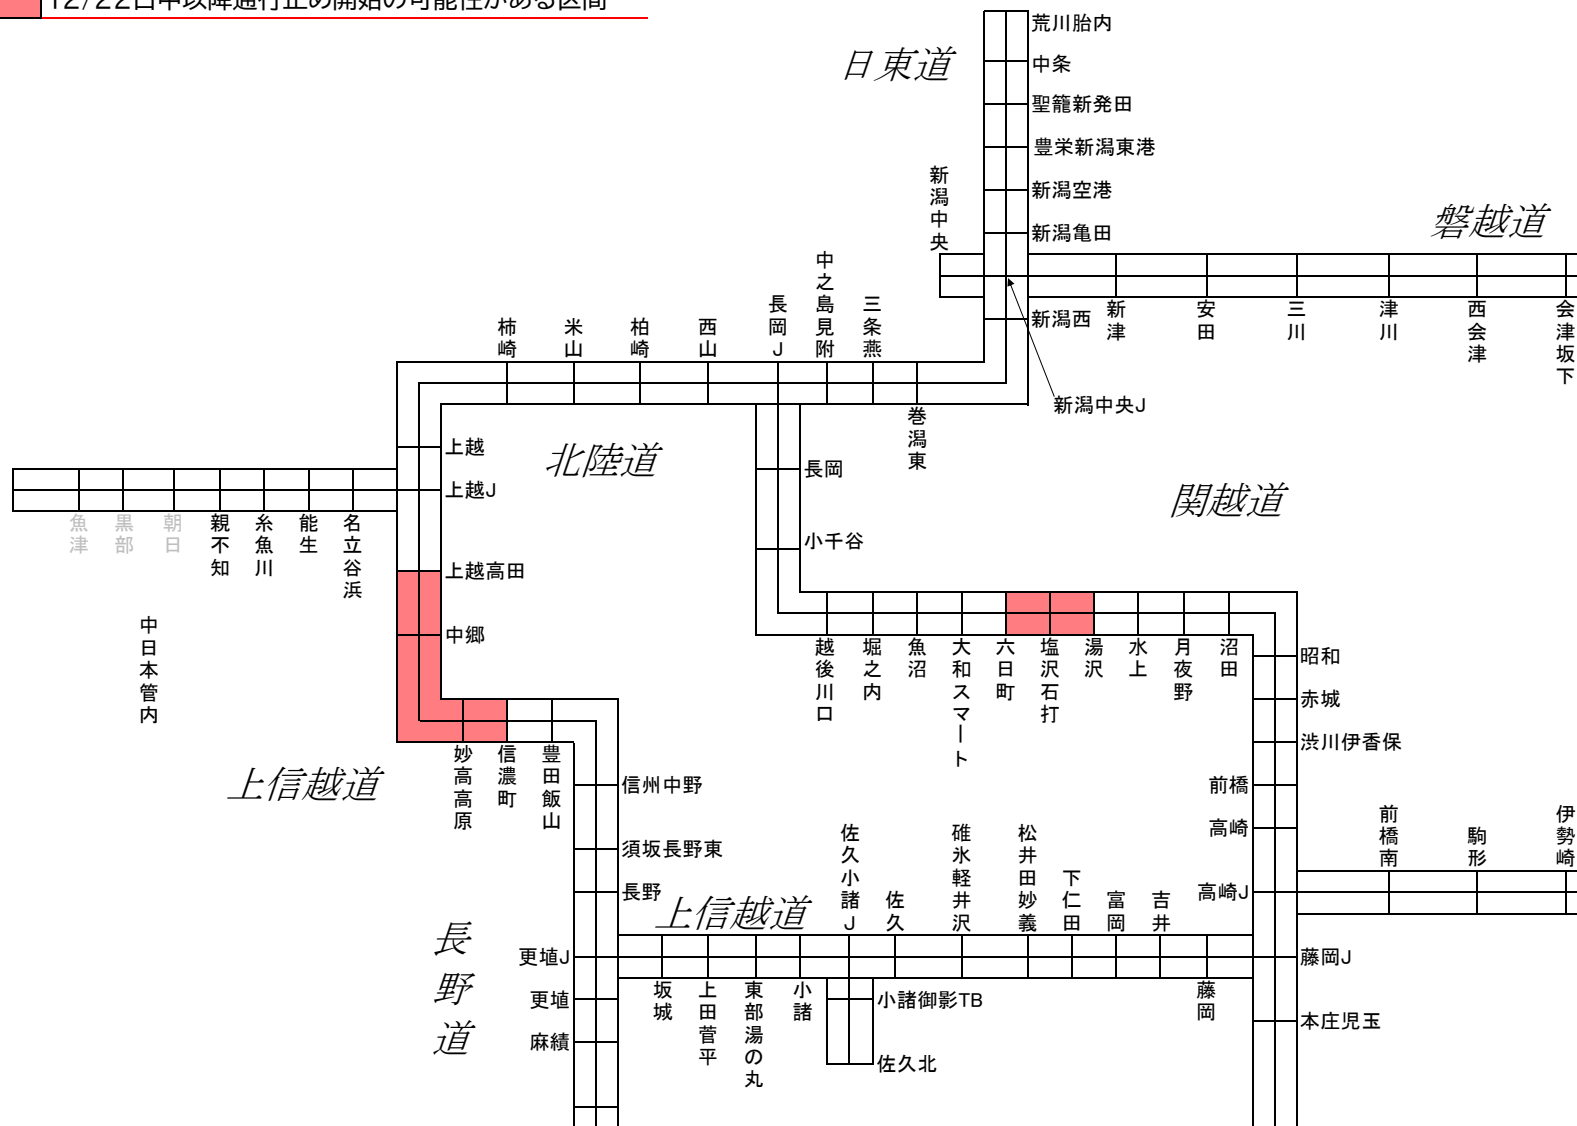 12/22日中以降通行止め開始の可能性がある区間
荒川胎内
日東道
中条
聖籠新発田
豊栄新潟東港
新潟中央
新潟空港
磐越道
新潟亀田
新潟西
新津
安田
三川
津川
西会津
会津坂下
柿崎
米山
柏崎
西山
長岡J
中之島見附
三条燕
新潟中央J
巻潟東
上越
北陸道
長岡
上越J
関越道
魚津
黒部
朝日
親不知
糸魚川
能生
名立谷浜
小千谷
上越高田
中郷
中日本管内
越後川口
堀之内
魚沼
大和スマート
六日町
塩沢石打
湯沢
水上
月夜野
沼田
昭和
赤城
渋川伊香保
妙高高原
信濃町
豊田飯山
上信越道
信州中野
前橋
高崎
前橋南
駒形
伊勢崎
須坂長野東
長野
上信越道
佐久小諸J
佐久
碓氷軽井沢
松井田妙義
下仁田
富岡
吉井
高崎J
長野道
更埴J
藤岡J
更埴
坂城
上田菅平
東部湯の丸
小諸
小諸御影TB
藤岡
本庄児玉
麻績
佐久北